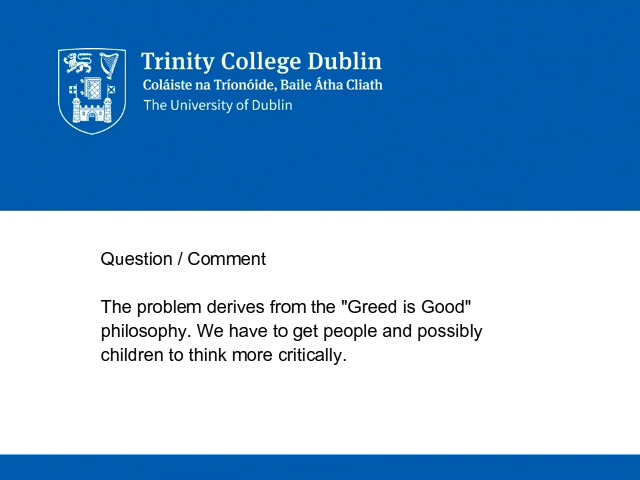 Trinity College Dublin
Coláiste na Tríonóide, Baile Átha Cliath
The University of Dublin
Question / Comment
The problem derives from the "Greed is Good"
philosophy. We have to get people and possibly
children to think more critically.